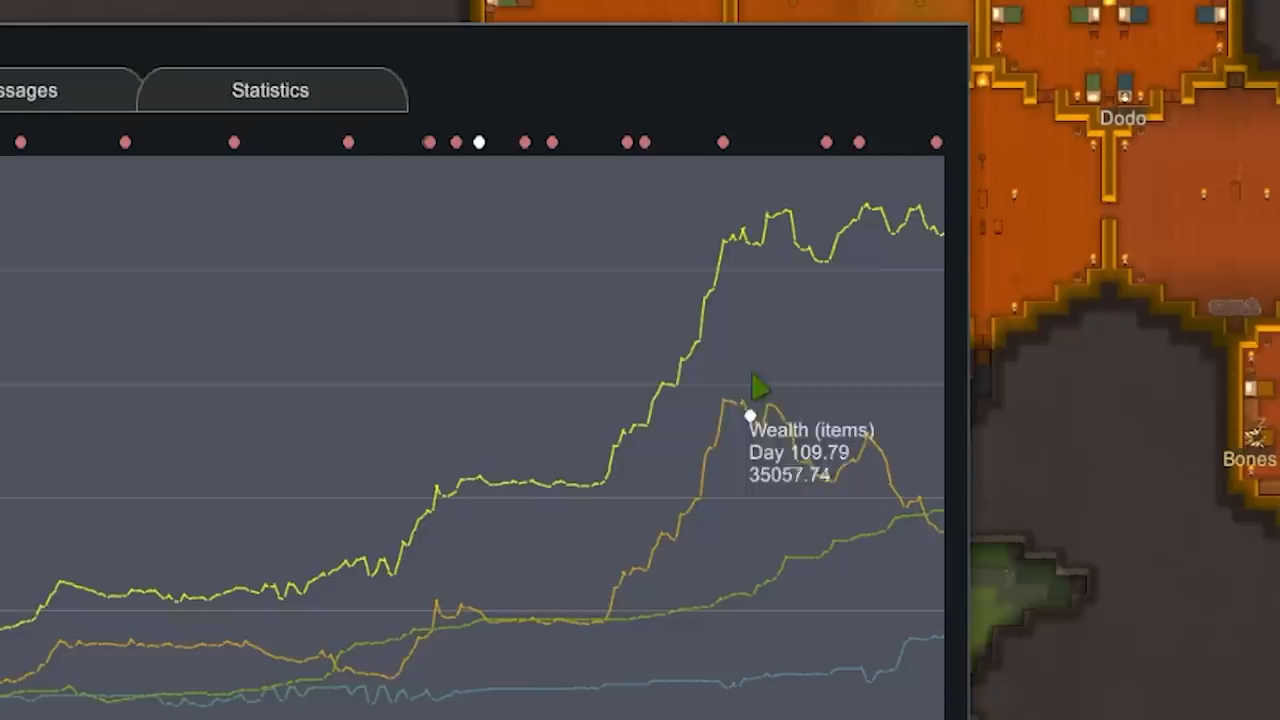 ssages
Statistics
Dodo
Wealth (items)
Day 109.79
35057.74
Bones